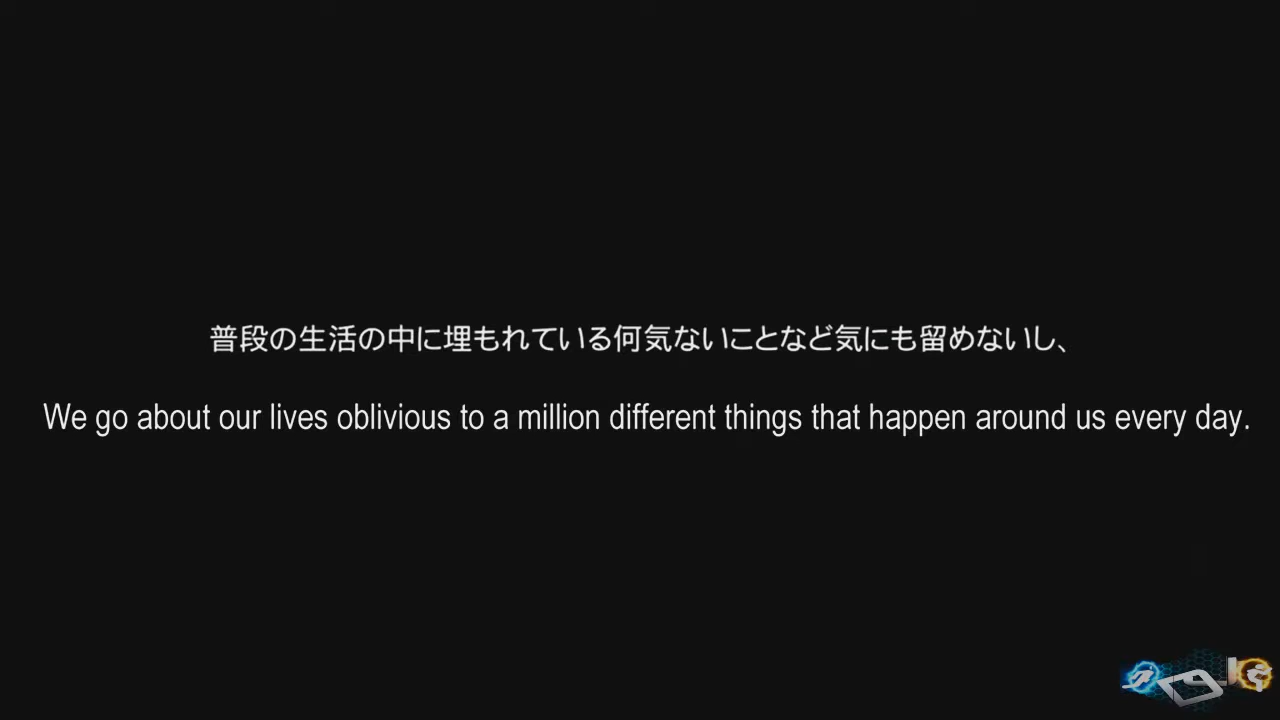 普段の生活の中に埋もれている何気ないことなど気にも留めないし、
We go about our lives oblivious to a million different things that happen around us every day.